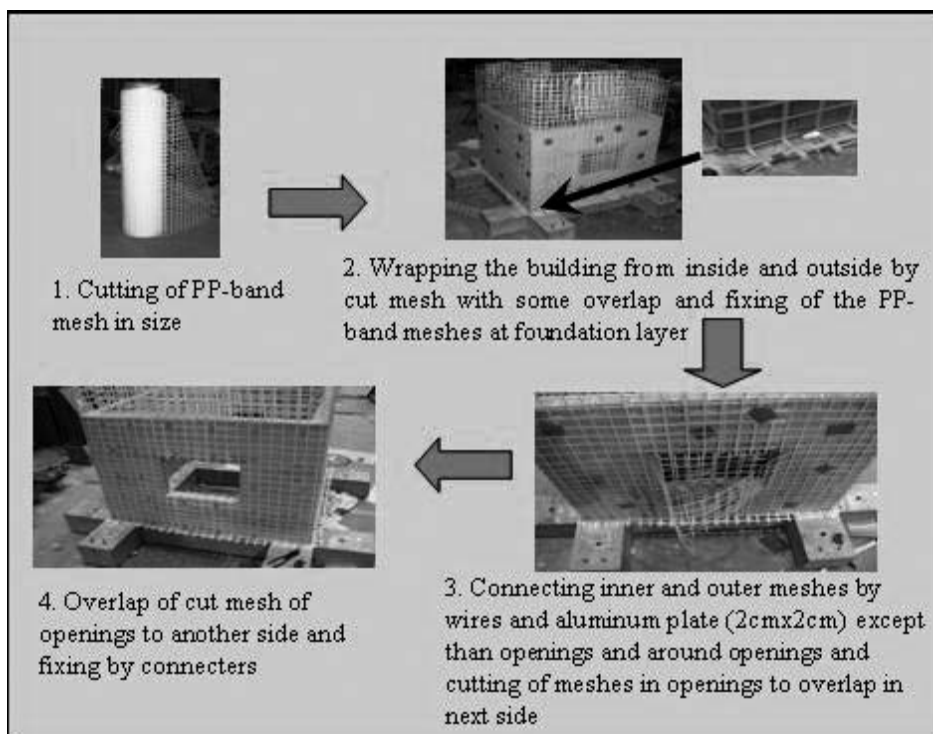 1. Cutting of PP-band
mesh in size
2. Wrapping the building from inside and outside by
cut mesh with some overlap and fixing of the PP-
band meshes at foundation layer
3. Connecting inner and outer meshes by
wires and aluminum plate (2cmx2cm) except
than openings and around openings and
cutting of meshes in openings to overlap in
next side
4. Overlap of cut mesh of
openings to another side and
fixing by connecters